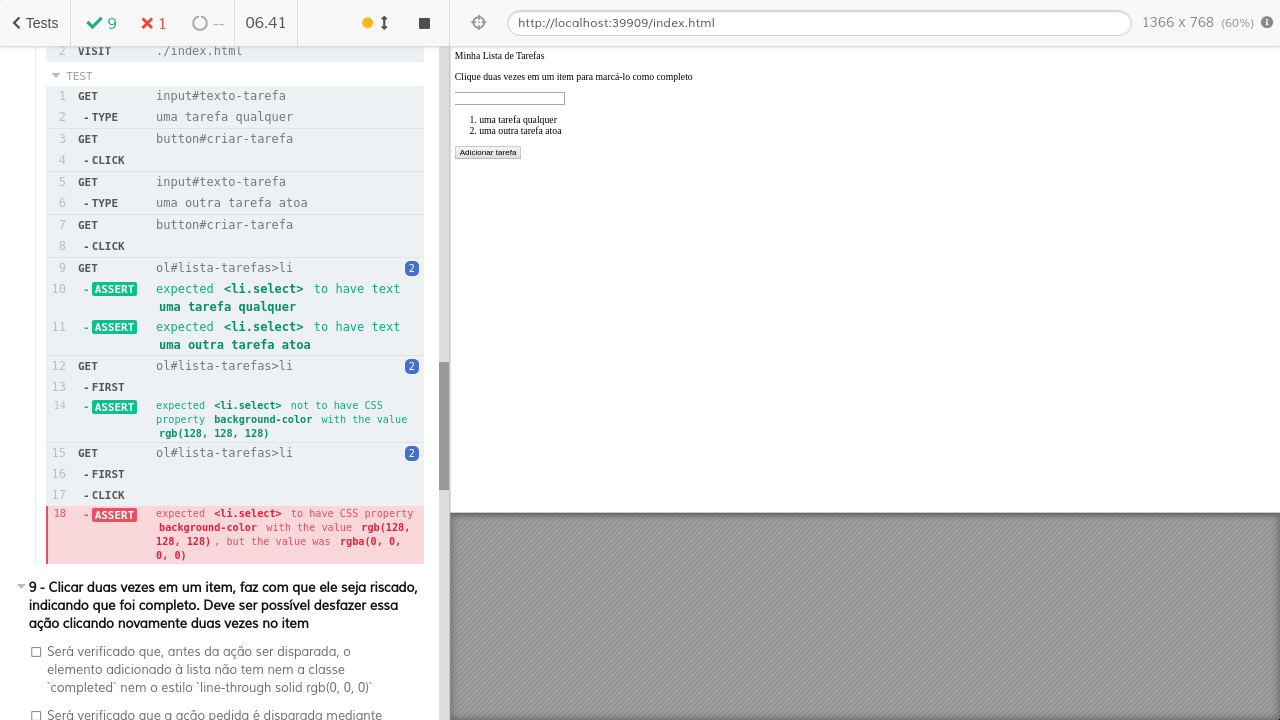 Tests
9
1
--
06.41
http://localhost:39909/index.html
1366 x 768 (60%)
2 VISIT ./index.html
TEST
1 GET input#texto-tarefa
2 -TYPE uma tarefa qualquer
3 GET button#criar-tarefa
4 -CLICK
5 GET input#texto-tarefa
6 -TYPE uma outra tarefa atoa
7 GET button#criar-tarefa
8 -CLICK
9 GET ol#lista-tarefas>li 2
10 -ASSERT expected <li.select> to have text
uma tarefa qualquer
11 -ASSERT expected <li.select> to have text
uma outra tarefa atoa
12 GET ol#lista-tarefas>li 2
13 -FIRST
14 -ASSERT expected <li.select> not to have CSS
property background-color with the value
rgb(128, 128, 128)
15 GET ol#lista-tarefas>li 2
16 -FIRST
17 -CLICK
18 -ASSERT expected <li.select> to have CSS property
background-color with the value rgb(128,
128, 128), but the value was rgba(0, 0,
0, 0)
9 - Clicar duas vezes em um item, faz com que ele seja riscado,
indicando que foi completo. Deve ser possível desfazer essa
ação clicando novamente duas vezes no item
Será verificado que, antes da ação ser disparada, o
elemento adicionado à lista não tem nem a classe
`completed` nem o estilo `line-through solid rgb(0, 0, 0)`
Será verificado que a ação pedida é disparada mediante
Minha Lista de Tarefas
Clique duas vezes em um item para marcá-lo como completo
1. uma tarefa qualquer
2. uma outra tarefa atoa
Adicionar tarefa